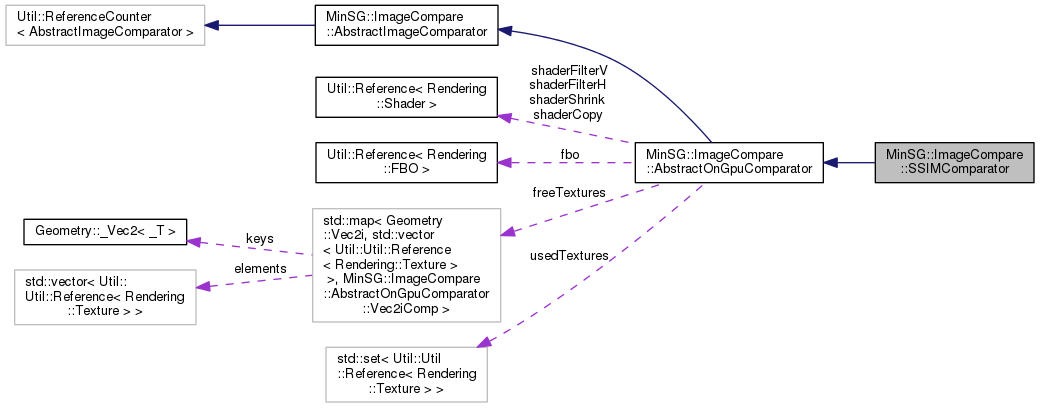 Util::ReferenceCounter
< AbstractImageComparator >
MinSG::ImageCompare
::AbstractImageComparator
Util::Reference< Rendering
::Shader >
shaderFilterV
shaderFilterH
shaderShrink
shaderCopy
Util::Reference< Rendering
::FBO >
fbo
MinSG::ImageCompare
::AbstractOnGpuComparator
MinSG::ImageCompare
::SSIMComparator
freeTextures
Geometry::_Vec2< _T >
keys
std::map< Geometry
::Vec2i, std::vector
< Util::Util::Reference
< Rendering::Texture >
>, MinSG::ImageCompare
::AbstractOnGpuComparator
::Vec2iComp >
usedTextures
elements
std::vector< Util::
Util::Reference< Rendering
::Texture > >
std::set< Util::Util
::Reference< Rendering
::Texture > >